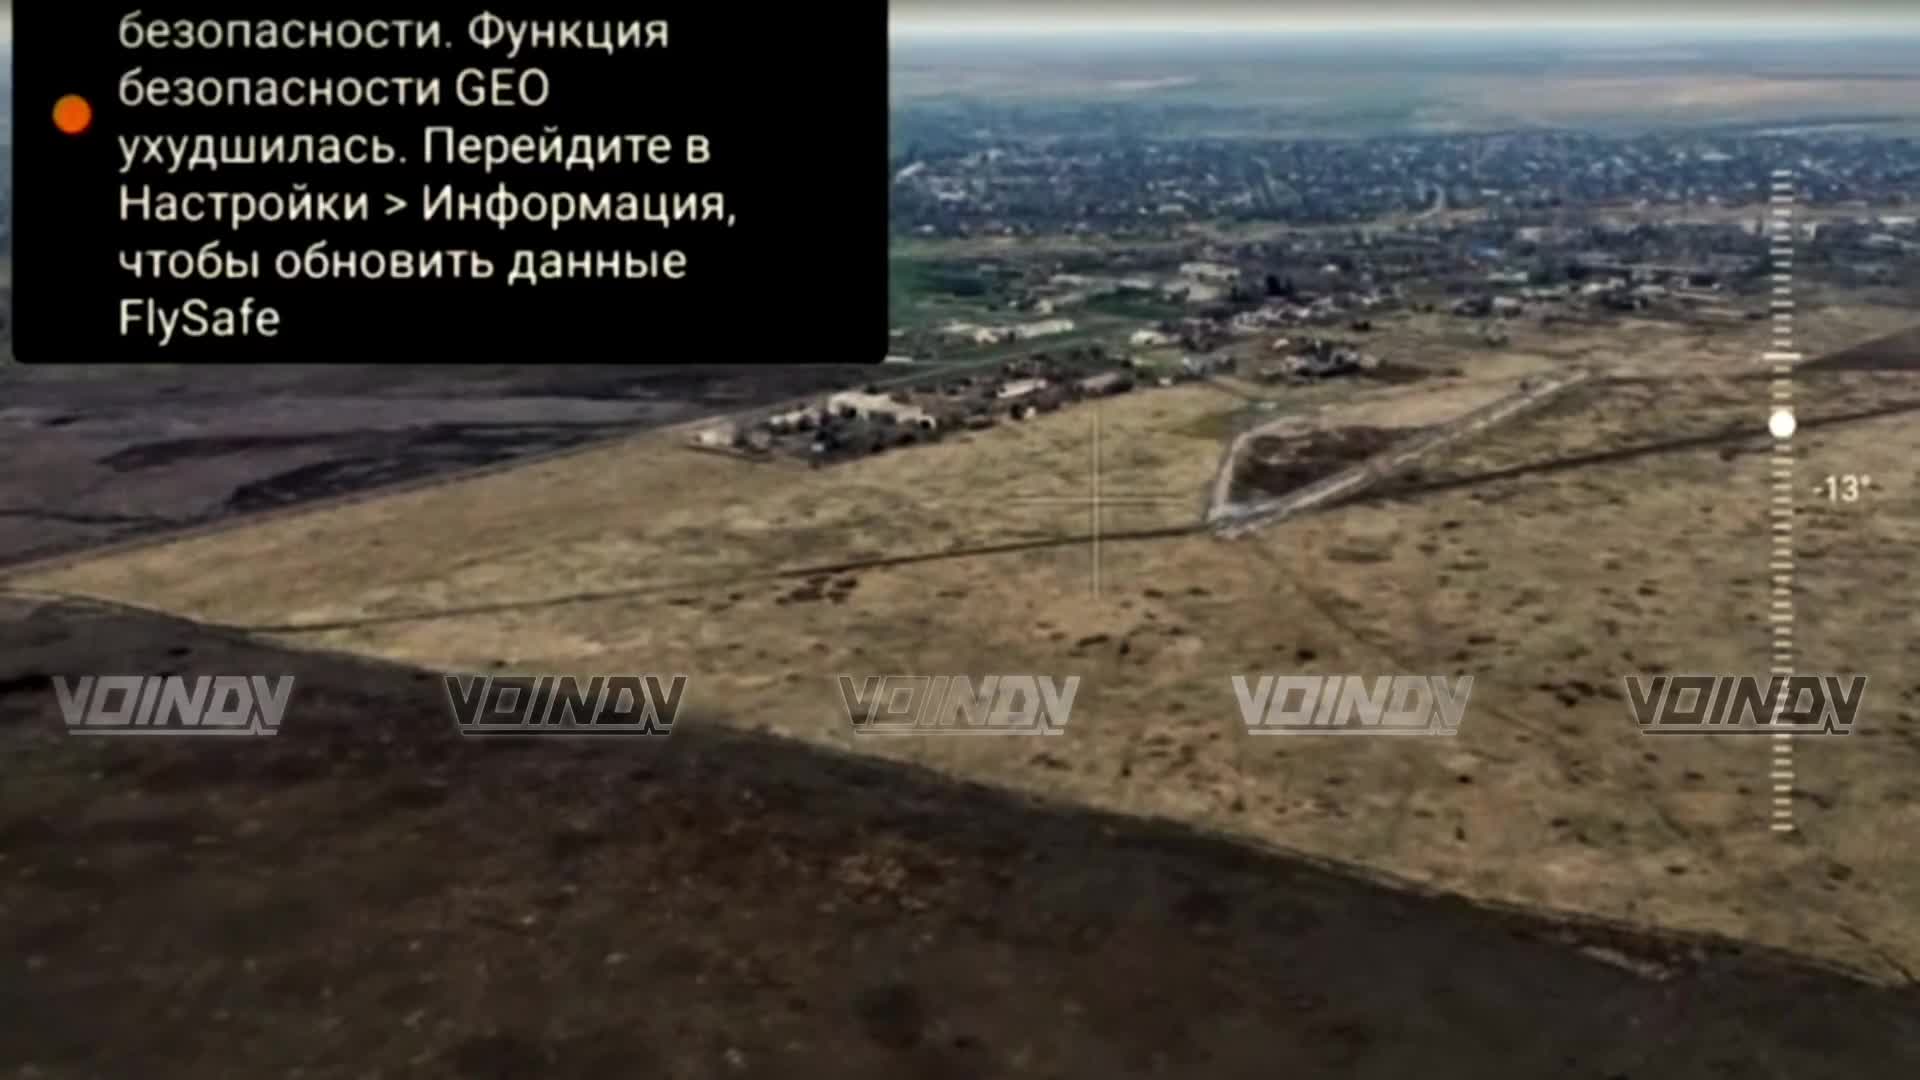 безопасности. Функция
безопасности GEO
ухудшилась. Перейдите в
Настройки > Информация,
чтобы обновить данные
FlySafe
-13°
VOINDV VOINDV VOINDV VOINDV VOINDV